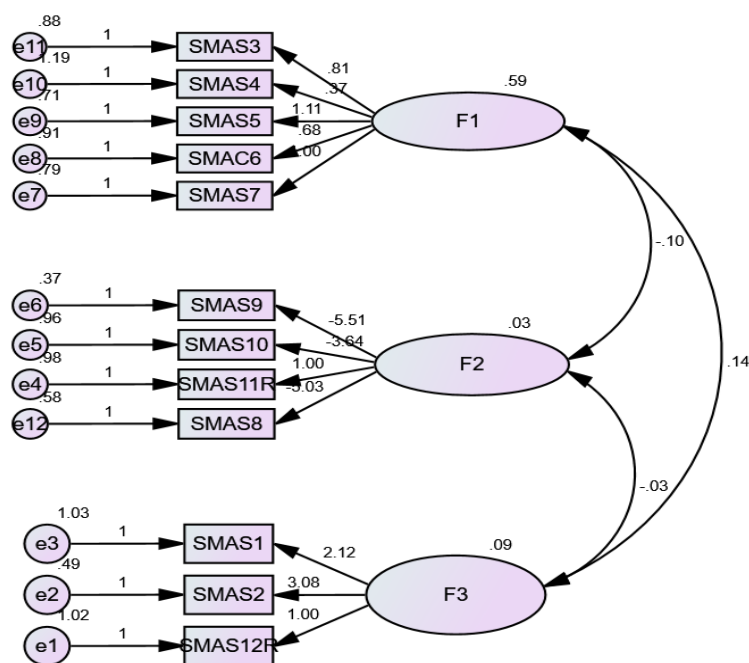 .88
e11
1
SMAS3
1.19
e10
1
SMAS4
.71
e9
1
SMAS5
.91
e8
1
SMAC6
.79
e7
1
SMAS7
.81
.37
1.11
.68
.00
.59
F1
-.10
.14
.37
e6
1
SMAS9
.96
e5
1
SMAS10
.98
e4
1
SMAS11R
.58
e12
1
SMAS8
-5.51
-3.64
1.00
-5.03
.03
F2
-.03
1.03
e3
1
SMAS1
.49
e2
1
SMAS2
1.02
e1
1
SMAS12R
2.12
3.08
1.00
.09
F3